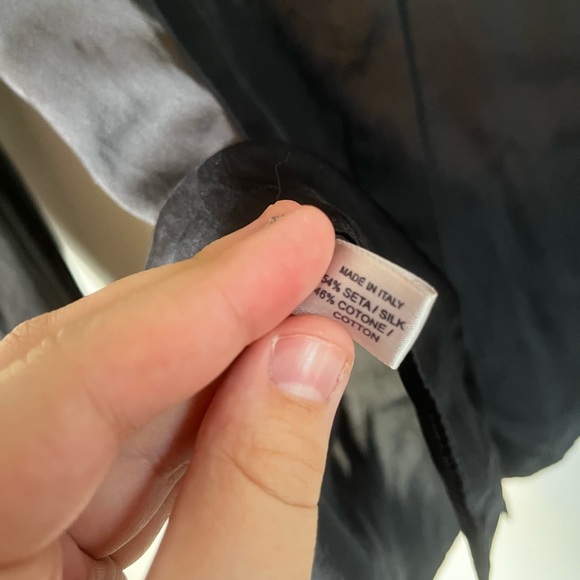 MADE IN ITALY
54% SETA / SILK
46% COTONE /
COTTON